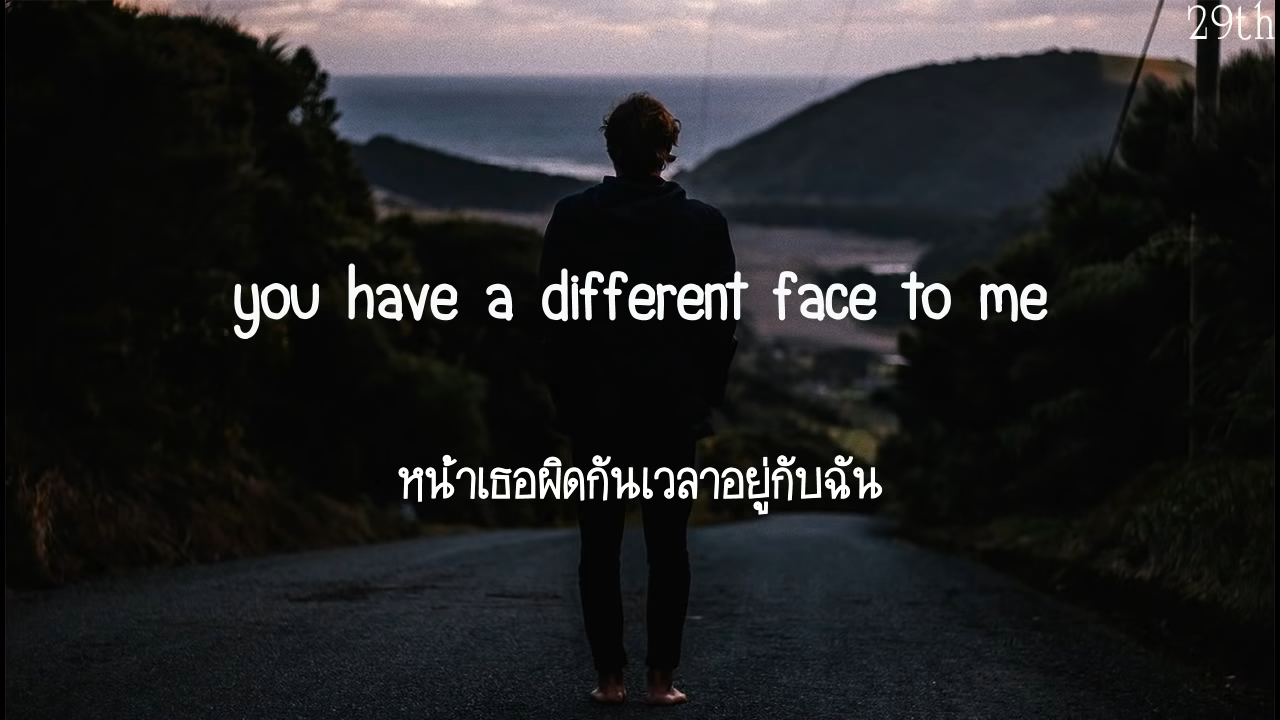 29th
you have a different face to me
หน้าเธอผิดกันเวลาอยู่กับฉัน